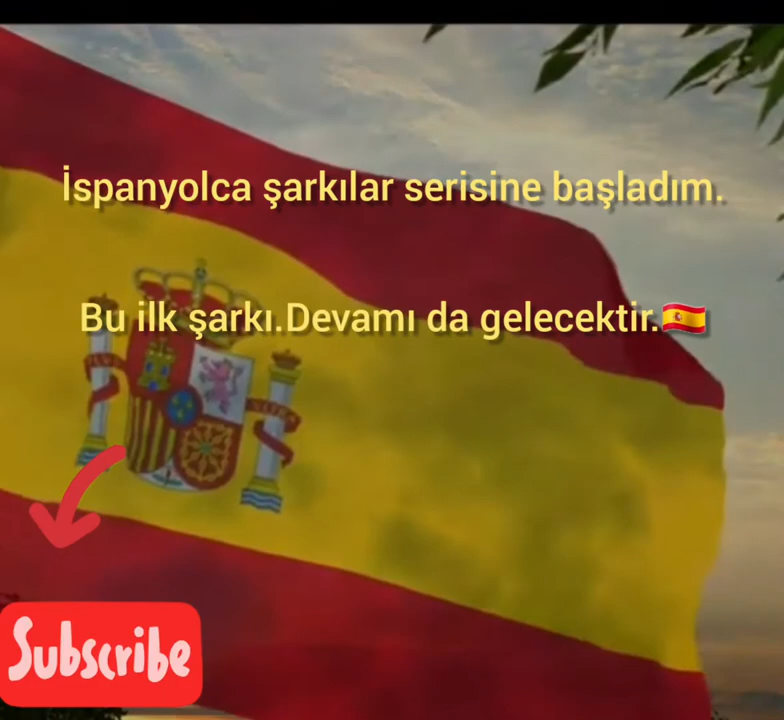 İspanyolca şarkılar serisine başladım.
Bu ilk şarkı.Devamı da gelecektir.🇪🇸
Subscribe